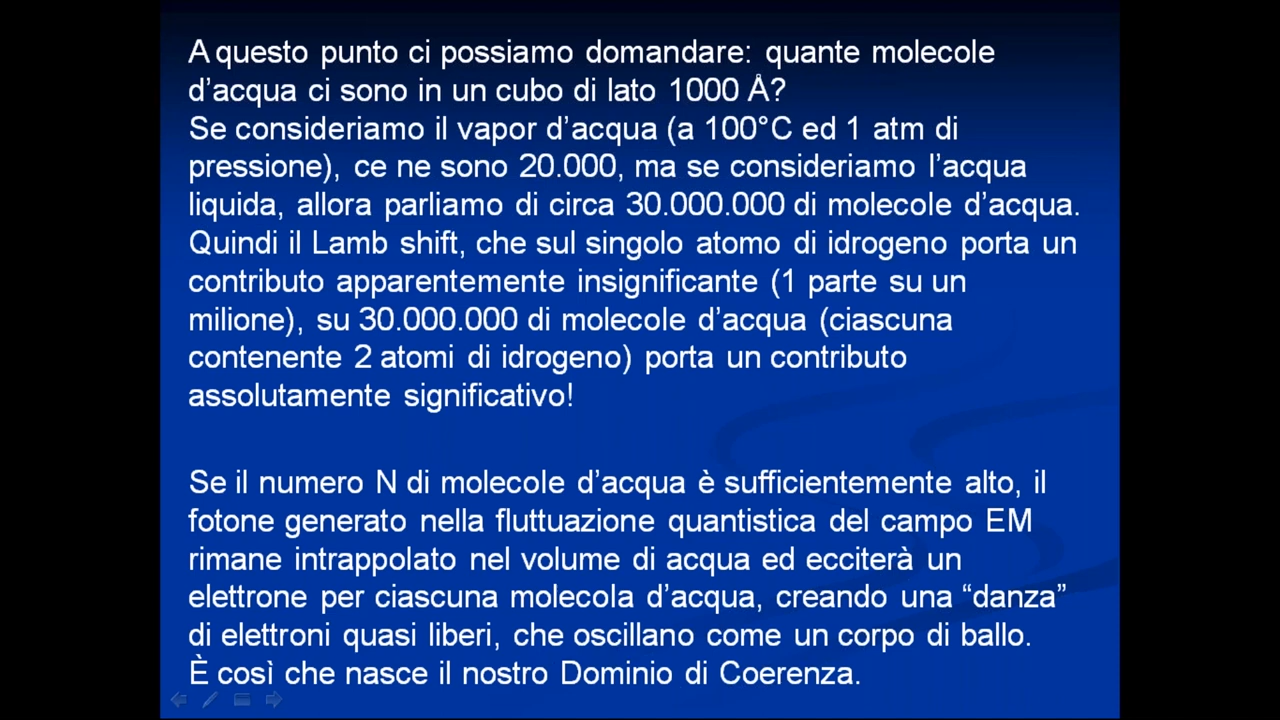 A questo punto ci possiamo domandare: quante molecole
d’acqua ci sono in un cubo di lato 1000 Å?
Se consideriamo il vapor d’acqua (a 100°C ed 1 atm di
pressione), ce ne sono 20.000, ma se consideriamo l’acqua
liquida, allora parliamo di circa 30.000.000 di molecole d’acqua.
Quindi il Lamb shift, che sul singolo atomo di idrogeno porta un
contributo apparentemente insignificante (1 parte su un
milione), su 30.000.000 di molecole d’acqua (ciascuna
contenente 2 atomi di idrogeno) porta un contributo
assolutamente significativo!
Se il numero N di molecole d’acqua è sufficientemente alto, il
fotone generato nella fluttuazione quantistica del campo EM
rimane intrappolato nel volume di acqua ed ecciterà un
elettrone per ciascuna molecola d’acqua, creando una “danza”
di elettroni quasi liberi, che oscillano come un corpo di ballo.
È così che nasce il nostro Dominio di Coerenza.